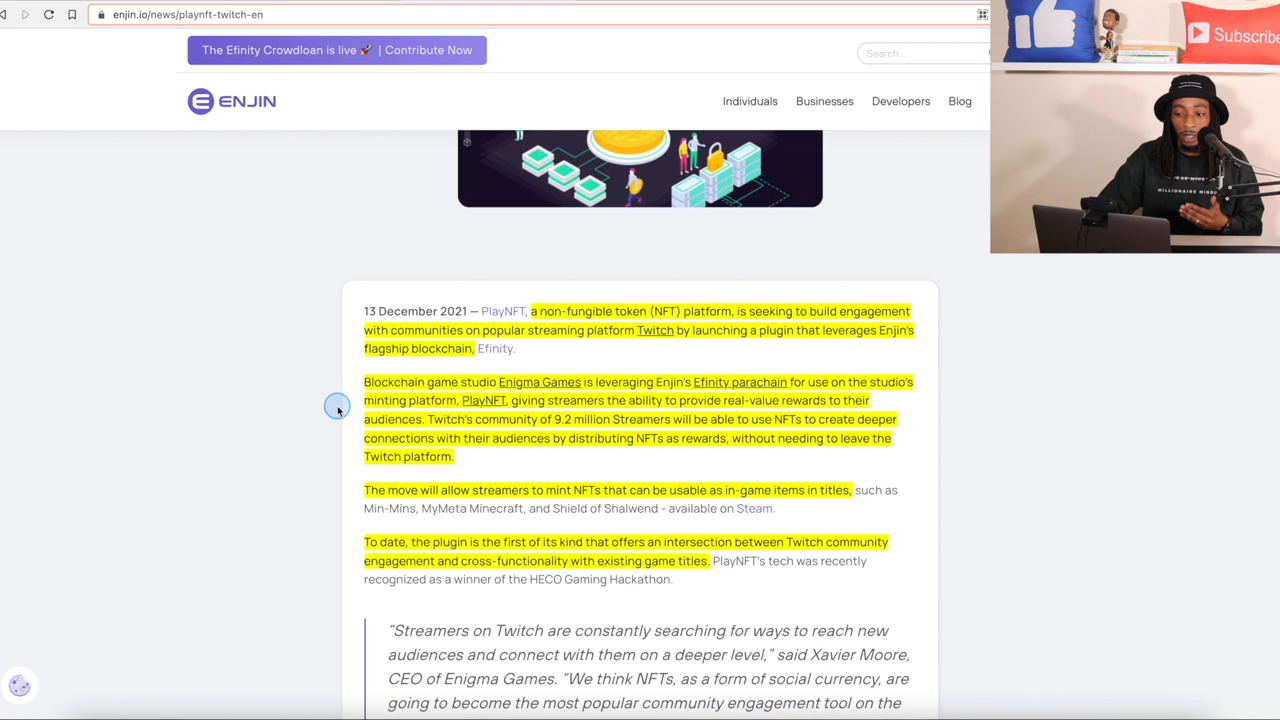 enjin.io/news/playnft-twitch-en
The Efinity Crowdloan is live 🚀 | Contribute Now
Search...
Subscribe
ENJIN
Individuals Businesses Developers Blog
MILLIONAIRE
13 December 2021 — PlayNFT, a non-fungible token (NFT) platform, is seeking to build engagement
with communities on popular streaming platform Twitch by launching a plugin that leverages Enjin's
flagship blockchain, Efinity.
Blockchain game studio Enigma Games is leveraging Enjin's Efinity parachain for use on the studio's
minting platform, PlayNFT, giving streamers the ability to provide real-value rewards to their
audiences. Twitch's community of 9.2 million Streamers will be able to use NFTs to create deeper
connections with their audiences by distributing NFTs as rewards, without needing to leave the
Twitch platform.
The move will allow streamers to mint NFTs that can be usable as in-game items in titles, such as
Min-Mins, MyMeta Minecraft, and Shield of Shalwend - available on Steam.
To date, the plugin is the first of its kind that offers an intersection between Twitch community
engagement and cross-functionality with existing game titles. PlayNFT's tech was recently
recognized as a winner of the HECO Gaming Hackathon.
"Streamers on Twitch are constantly searching for ways to reach new
audiences and connect with them on a deeper level," said Xavier Moore,
CEO of Enigma Games. "We think NFTs, as a form of social currency, are
going to become the most popular community engagement tool on the